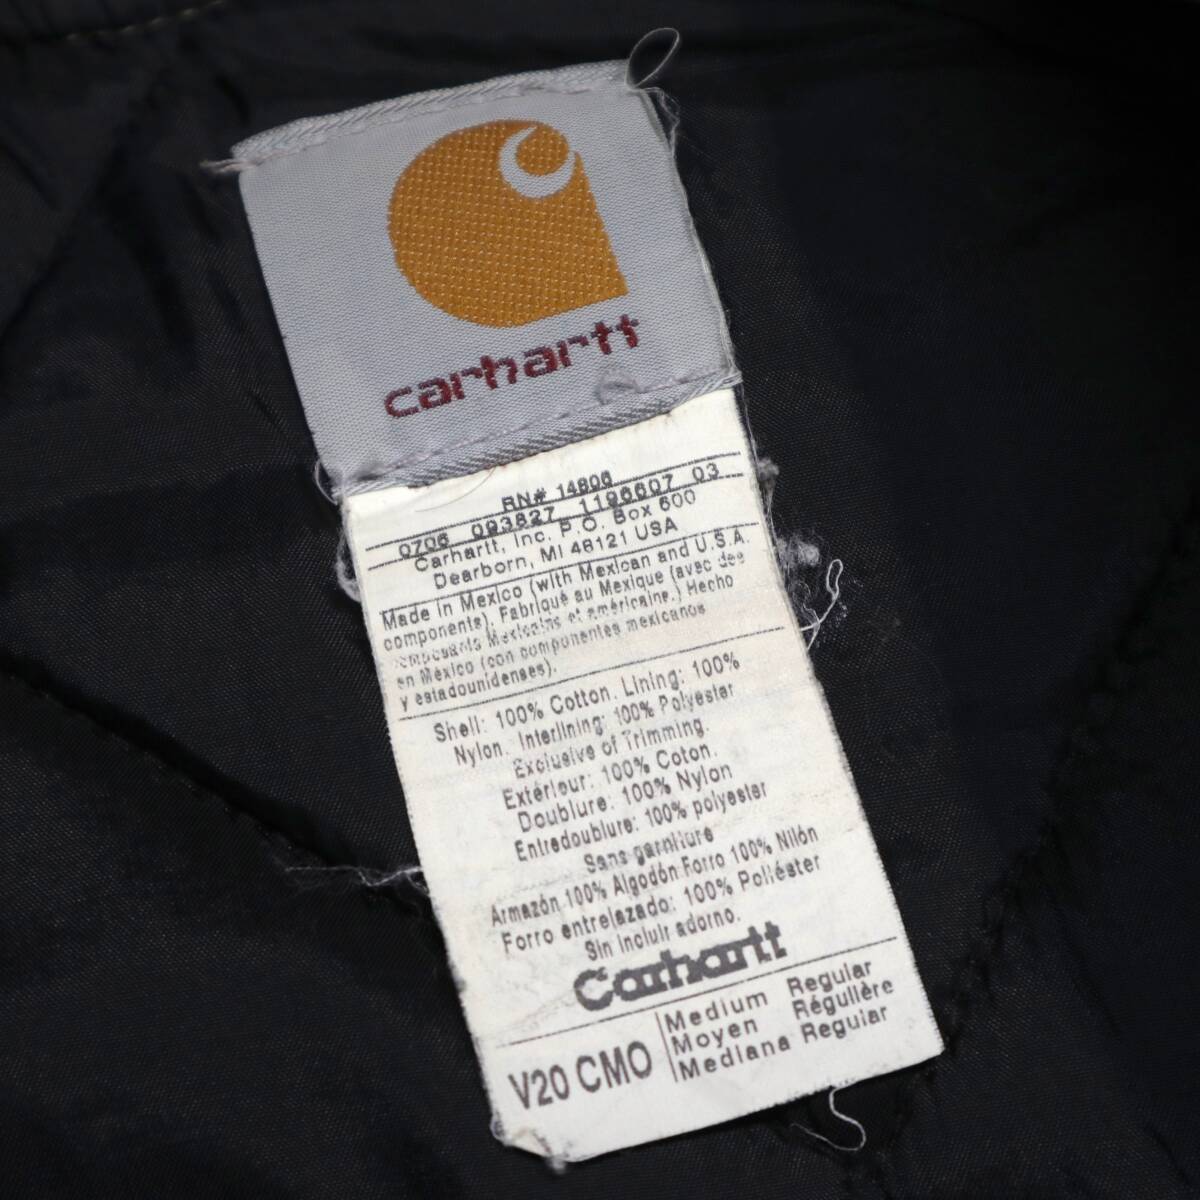 carhartt
RN# 14806
0706 093827 1196607 03
Carhartt, Inc. P.O. Box 600
Dearborn, MI 48121 USA
Made in Mexico (with Mexican and U.S.A.
components). Fabriqué au Mexique (avec des
composants Mexicains et américaine.) Hecho
en México (con componentes mexicanos
y estadounidenses).
Shell: 100% Cotton. Lining: 100%
Nylon. Interlining: 100% Polyester
Exclusive of Trimming.
Extérieur: 100% Coton.
Doublure: 100% Nylon
Entredoublure: 100% polyester
Sans garniture
Armazón 100% Algodón Forro 100% Nilón
Forro entrelazado: 100% Poliéster
Sin incluir adorno.
Carhartt
V20 CMO
Medium Regular
Moyen Régulière
Mediana Regular